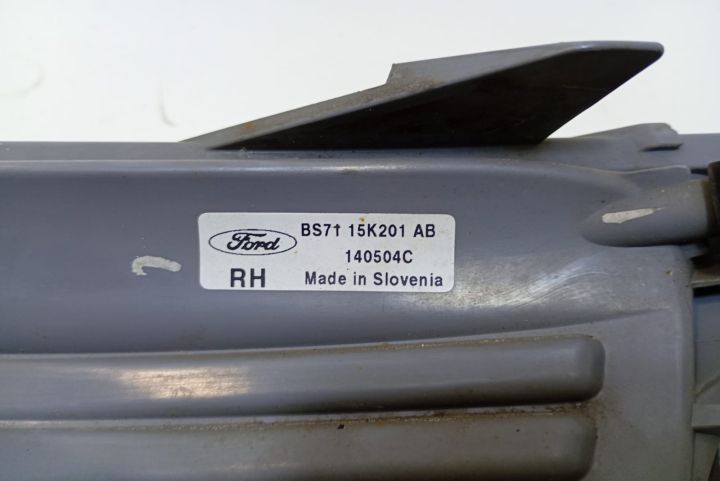 Ford
BS71 15K201 AB
140504C
RH
Made in Slovenia